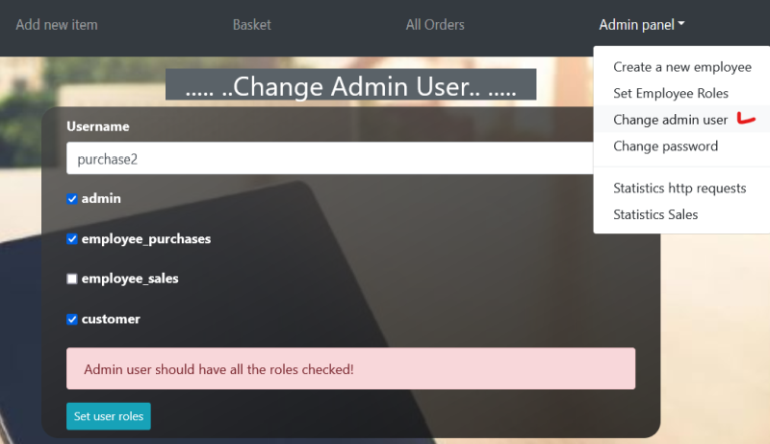 Add new item
Basket
All Orders
Admin panel
Create a new employee
Set Employee Roles
Change admin user
Change password
Statistics http requests
Statistics Sales
..... ..Change Admin User.. .....
Username
purchase2
admin
employee_purchases
employee_sales
customer
Admin user should have all the roles checked!
Set user roles